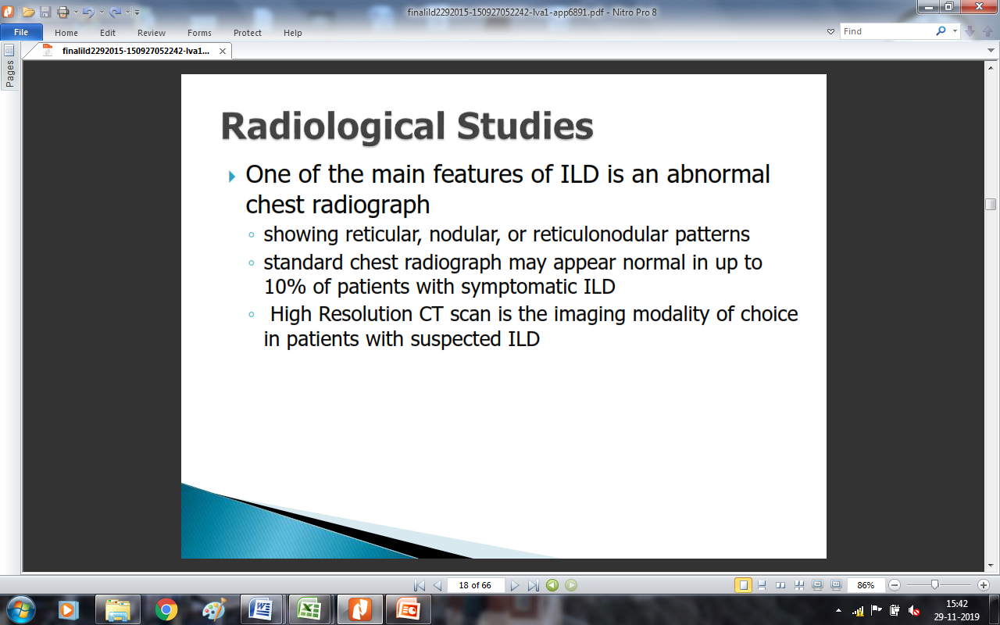 finalild2292015-150927052242-lva1-app6891.pdf - Nitro Pro 8
File Home Edit Review Forms Protect Help Find
finalild2292015-150927052242-lva1...
Pages
Radiological Studies
One of the main features of ILD is an abnormal
chest radiograph
showing reticular, nodular, or reticulonodular patterns
standard chest radiograph may appear normal in up to
10% of patients with symptomatic ILD
High Resolution CT scan is the imaging modality of choice
in patients with suspected ILD
18 of 66 86%
15:42
29-11-2019